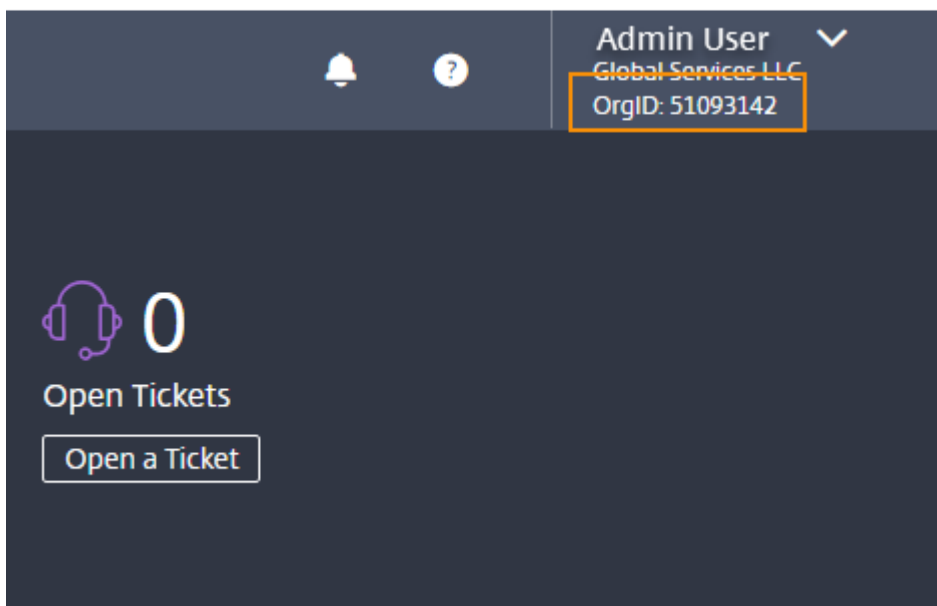 Admin User
Global Services LLC
OrgID: 51093142
0
Open Tickets
Open a Ticket